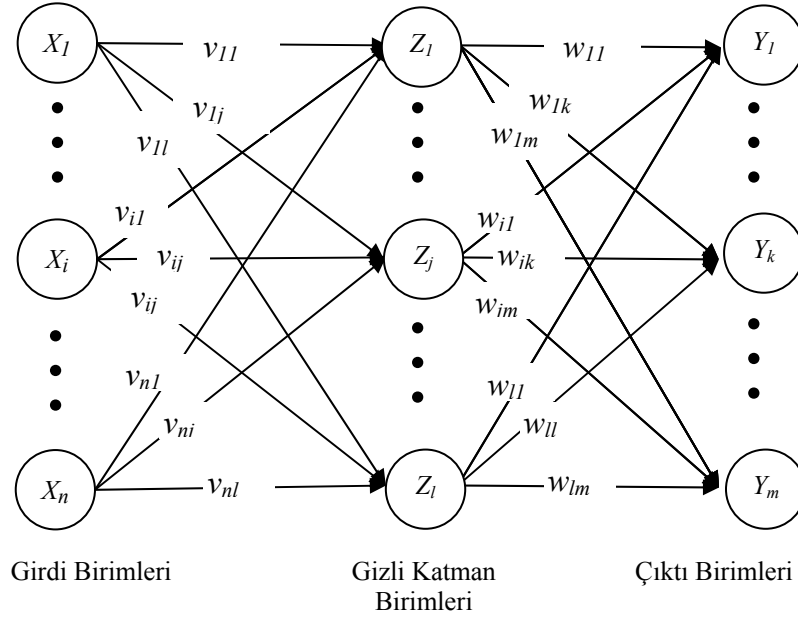 X1
v11
Z1
w11
Y1
v1j
w1k
v1l
w1m
vi1
wi1
Xi
vij
Zj
wik
Yk
vij
wim
vn1
wl1
vnj
wll
Xn
vnl
Zl
wlm
Ym
Girdi Birimleri
Gizli Katman
Birimleri
Çıktı Birimleri